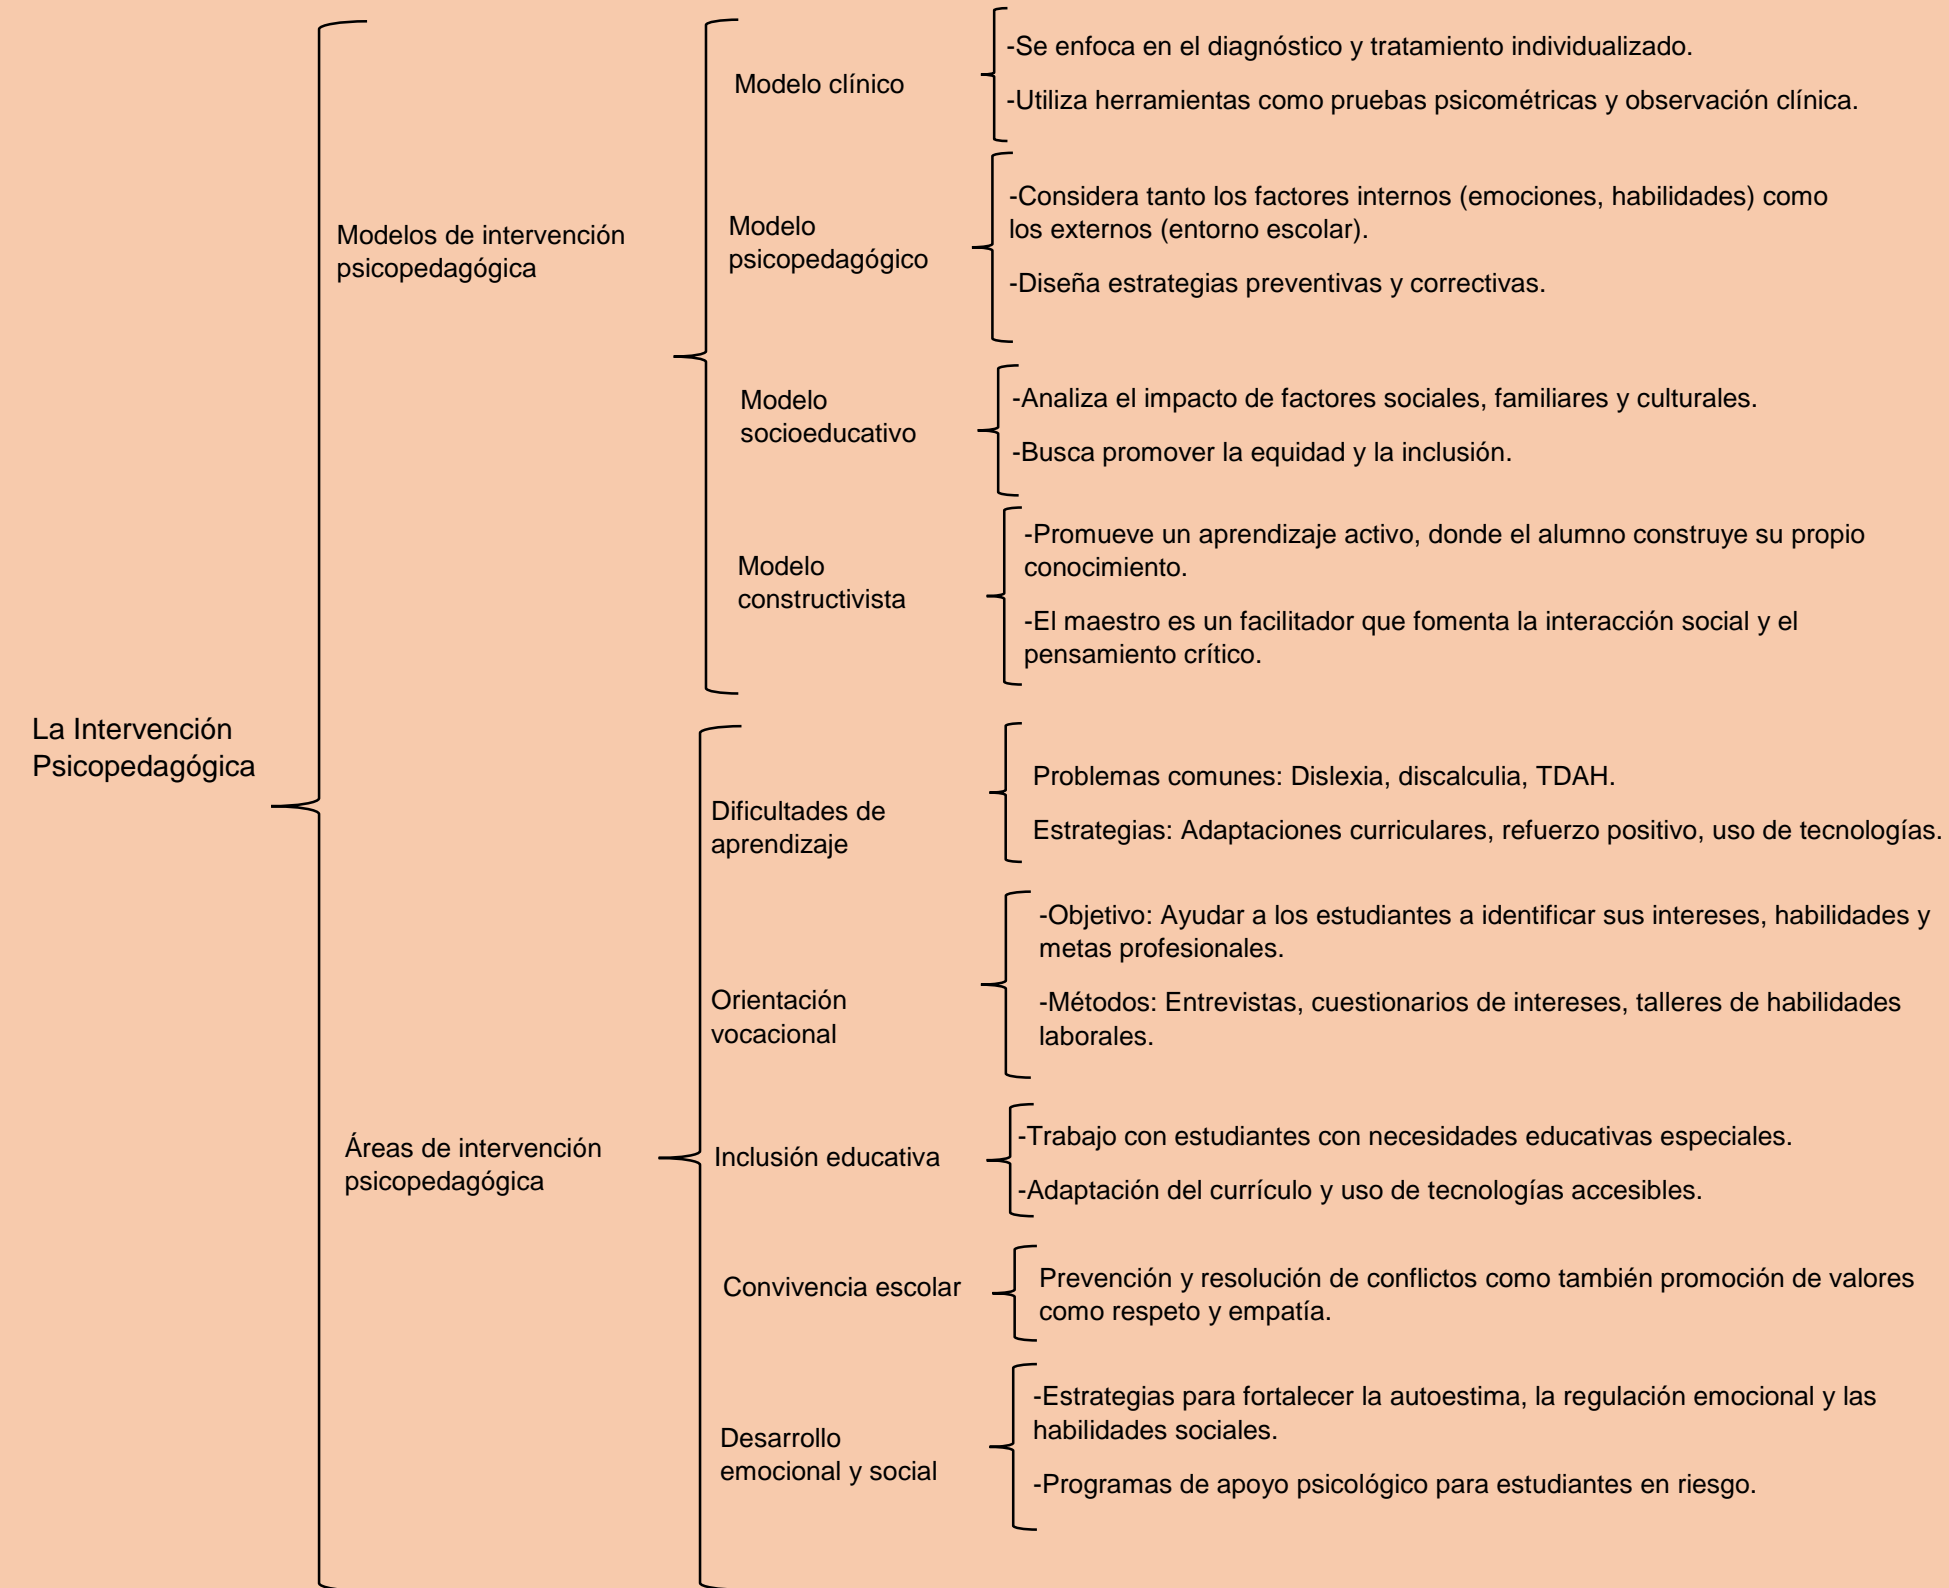 La Intervención
Psicopedagógica
Modelos de intervención
psicopedagógica
Modelo clínico
-Se enfoca en el diagnóstico y tratamiento individualizado.
-Utiliza herramientas como pruebas psicométricas y observación clínica.
Modelo
psicopedagógico
-Considera tanto los factores internos (emociones, habilidades) como
los externos (entorno escolar).
-Diseña estrategias preventivas y correctivas.
Modelo
socioeducativo
-Analiza el impacto de factores sociales, familiares y culturales.
-Busca promover la equidad y la inclusión.
Modelo
constructivista
-Promueve un aprendizaje activo, donde el alumno construye su propio
conocimiento.
-El maestro es un facilitador que fomenta la interacción social y el
pensamiento crítico.
Áreas de intervención
psicopedagógica
Dificultades de
aprendizaje
Problemas comunes: Dislexia, discalculia, TDAH.
Estrategias: Adaptaciones curriculares, refuerzo positivo, uso de tecnologías.
Orientación
vocacional
-Objetivo: Ayudar a los estudiantes a identificar sus intereses, habilidades y
metas profesionales.
-Métodos: Entrevistas, cuestionarios de intereses, talleres de habilidades
laborales.
Inclusión educativa
-Trabajo con estudiantes con necesidades educativas especiales.
-Adaptación del currículo y uso de tecnologías accesibles.
Convivencia escolar
Prevención y resolución de conflictos como también promoción de valores
como respeto y empatía.
Desarrollo
emocional y social
-Estrategias para fortalecer la autoestima, la regulación emocional y las
habilidades sociales.
-Programas de apoyo psicológico para estudiantes en riesgo.